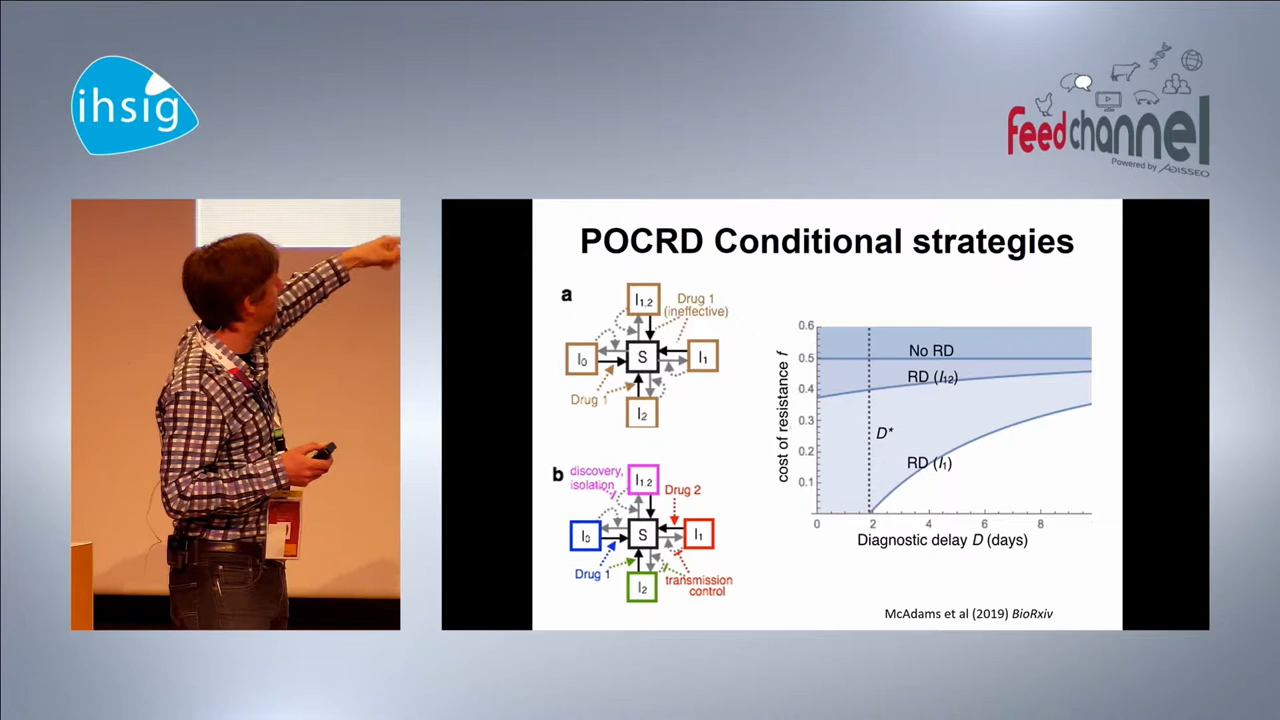 ihsig
feedchannel
Powered by ADISSEO
POCRD Conditional strategies
a
I1,2
Drug 1
(ineffective)
I0
S
I1
Drug 1
I2
b
discovery,
isolation
I1,2
Drug 2
I0
S
I1
Drug 1
I2
transmission
control
cost of resistance f
0.6
0.5
0.4
0.3
0.2
0.1
No RD
RD (I12)
D*
RD (I1)
0
2
4
6
8
Diagnostic delay D (days)
McAdams et al (2019) BioRxiv